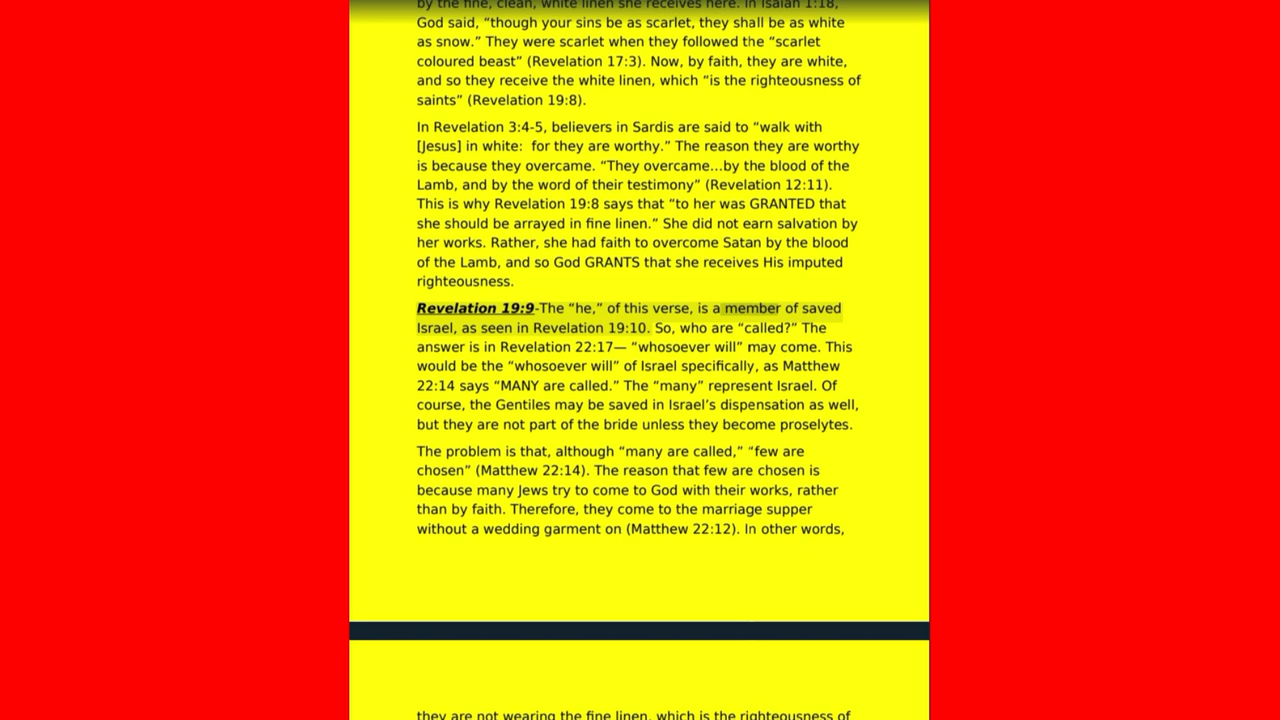 by the fine, clean, white linen she receives here. In Isaiah 1:18,
God said, “though your sins be as scarlet, they shall be as white
as snow.” They were scarlet when they followed the “scarlet
coloured beast” (Revelation 17:3). Now, by faith, they are white,
and so they receive the white linen, which “is the righteousness of
saints” (Revelation 19:8).
In Revelation 3:4-5, believers in Sardis are said to “walk with
[Jesus] in white:  for they are worthy.” The reason they are worthy
is because they overcame. “They overcame…by the blood of the
Lamb, and by the word of their testimony” (Revelation 12:11).
This is why Revelation 19:8 says that “to her was GRANTED that
she should be arrayed in fine linen.” She did not earn salvation by
her works. Rather, she had faith to overcome Satan by the blood
of the Lamb, and so God GRANTS that she receives His imputed
righteousness.
Revelation 19:9-The “he,” of this verse, is a member of saved
Israel, as seen in Revelation 19:10. So, who are “called?” The
answer is in Revelation 22:17— “whosoever will” may come. This
would be the “whosoever will” of Israel specifically, as Matthew
22:14 says “MANY are called.” The “many” represent Israel. Of
course, the Gentiles may be saved in Israel’s dispensation as well,
but they are not part of the bride unless they become proselytes.
The problem is that, although “many are called,” “few are
chosen” (Matthew 22:14). The reason that few are chosen is
because many Jews try to come to God with their works, rather
than by faith. Therefore, they come to the marriage supper
without a wedding garment on (Matthew 22:12). In other words,
they are not wearing the fine linen, which is the righteousness of